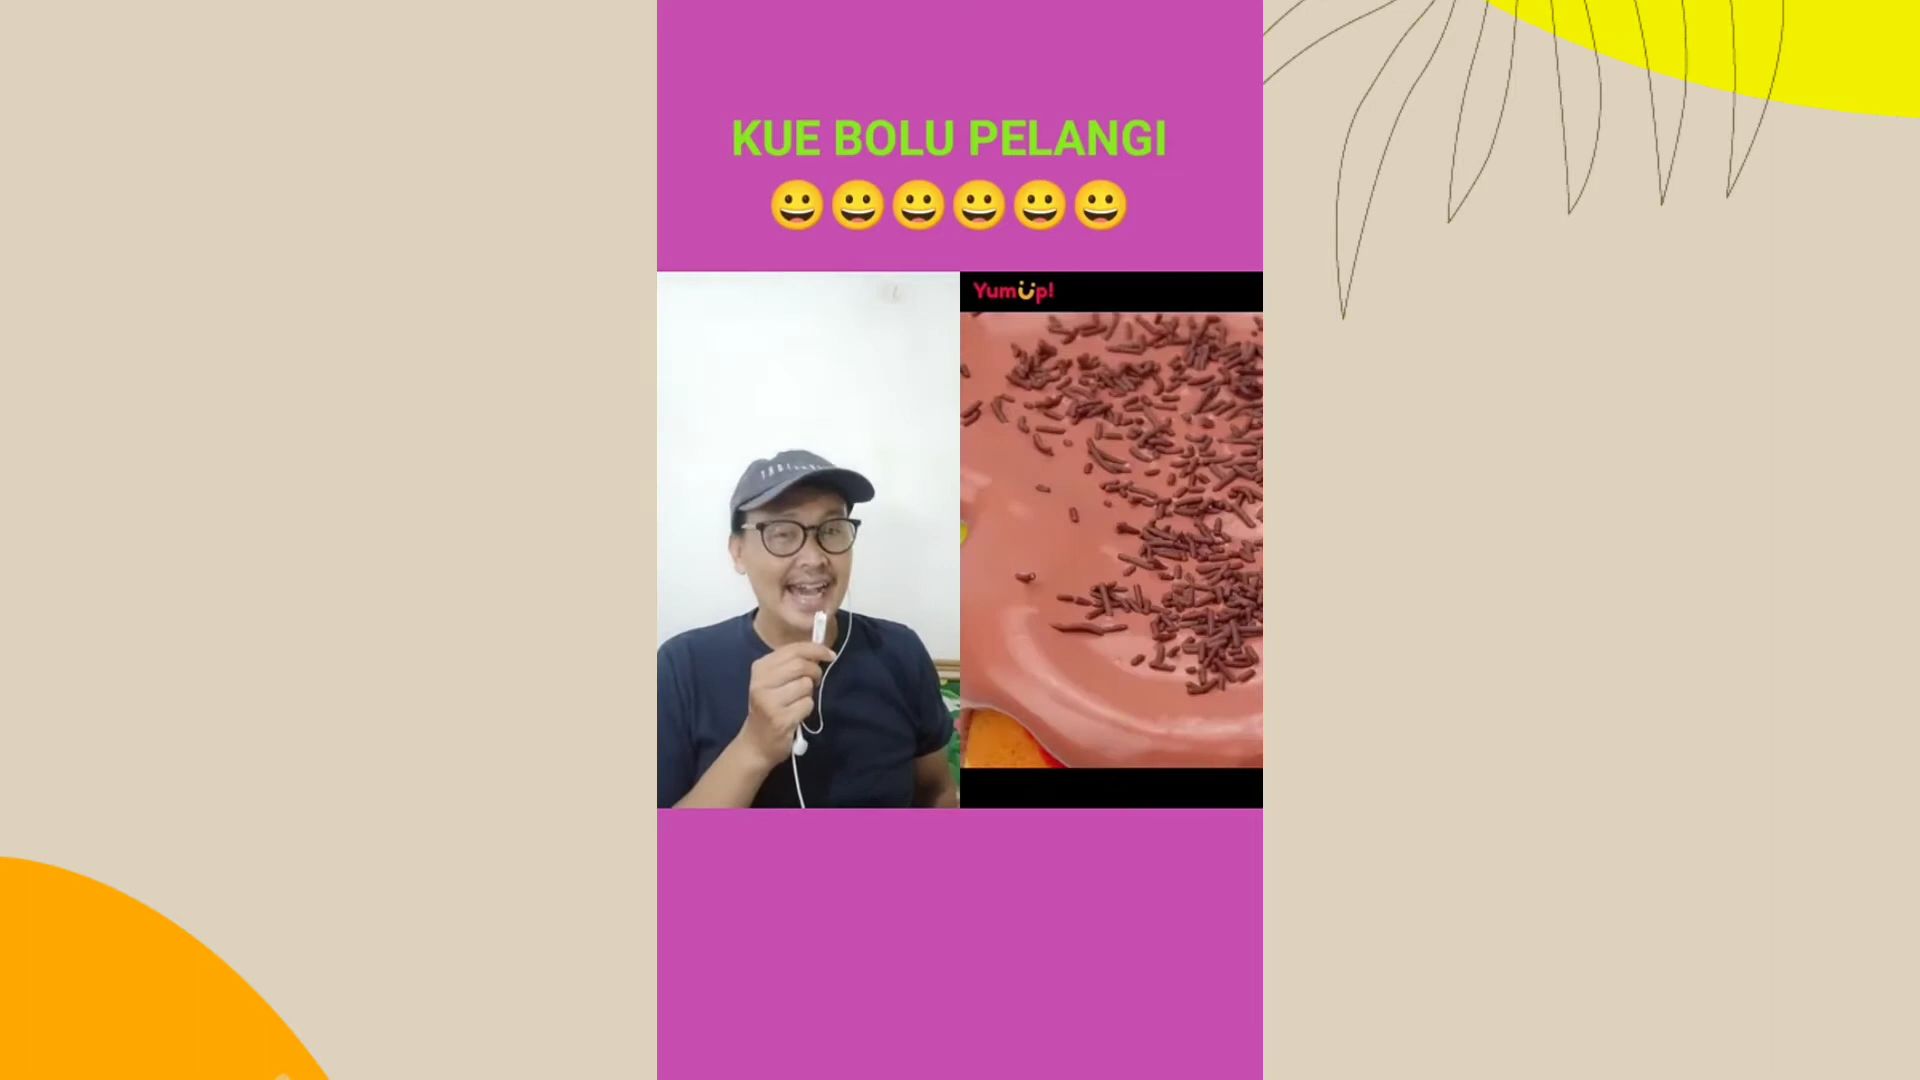 KUE BOLU PELANGI
😀😀😀😀😀😀
YumUp!